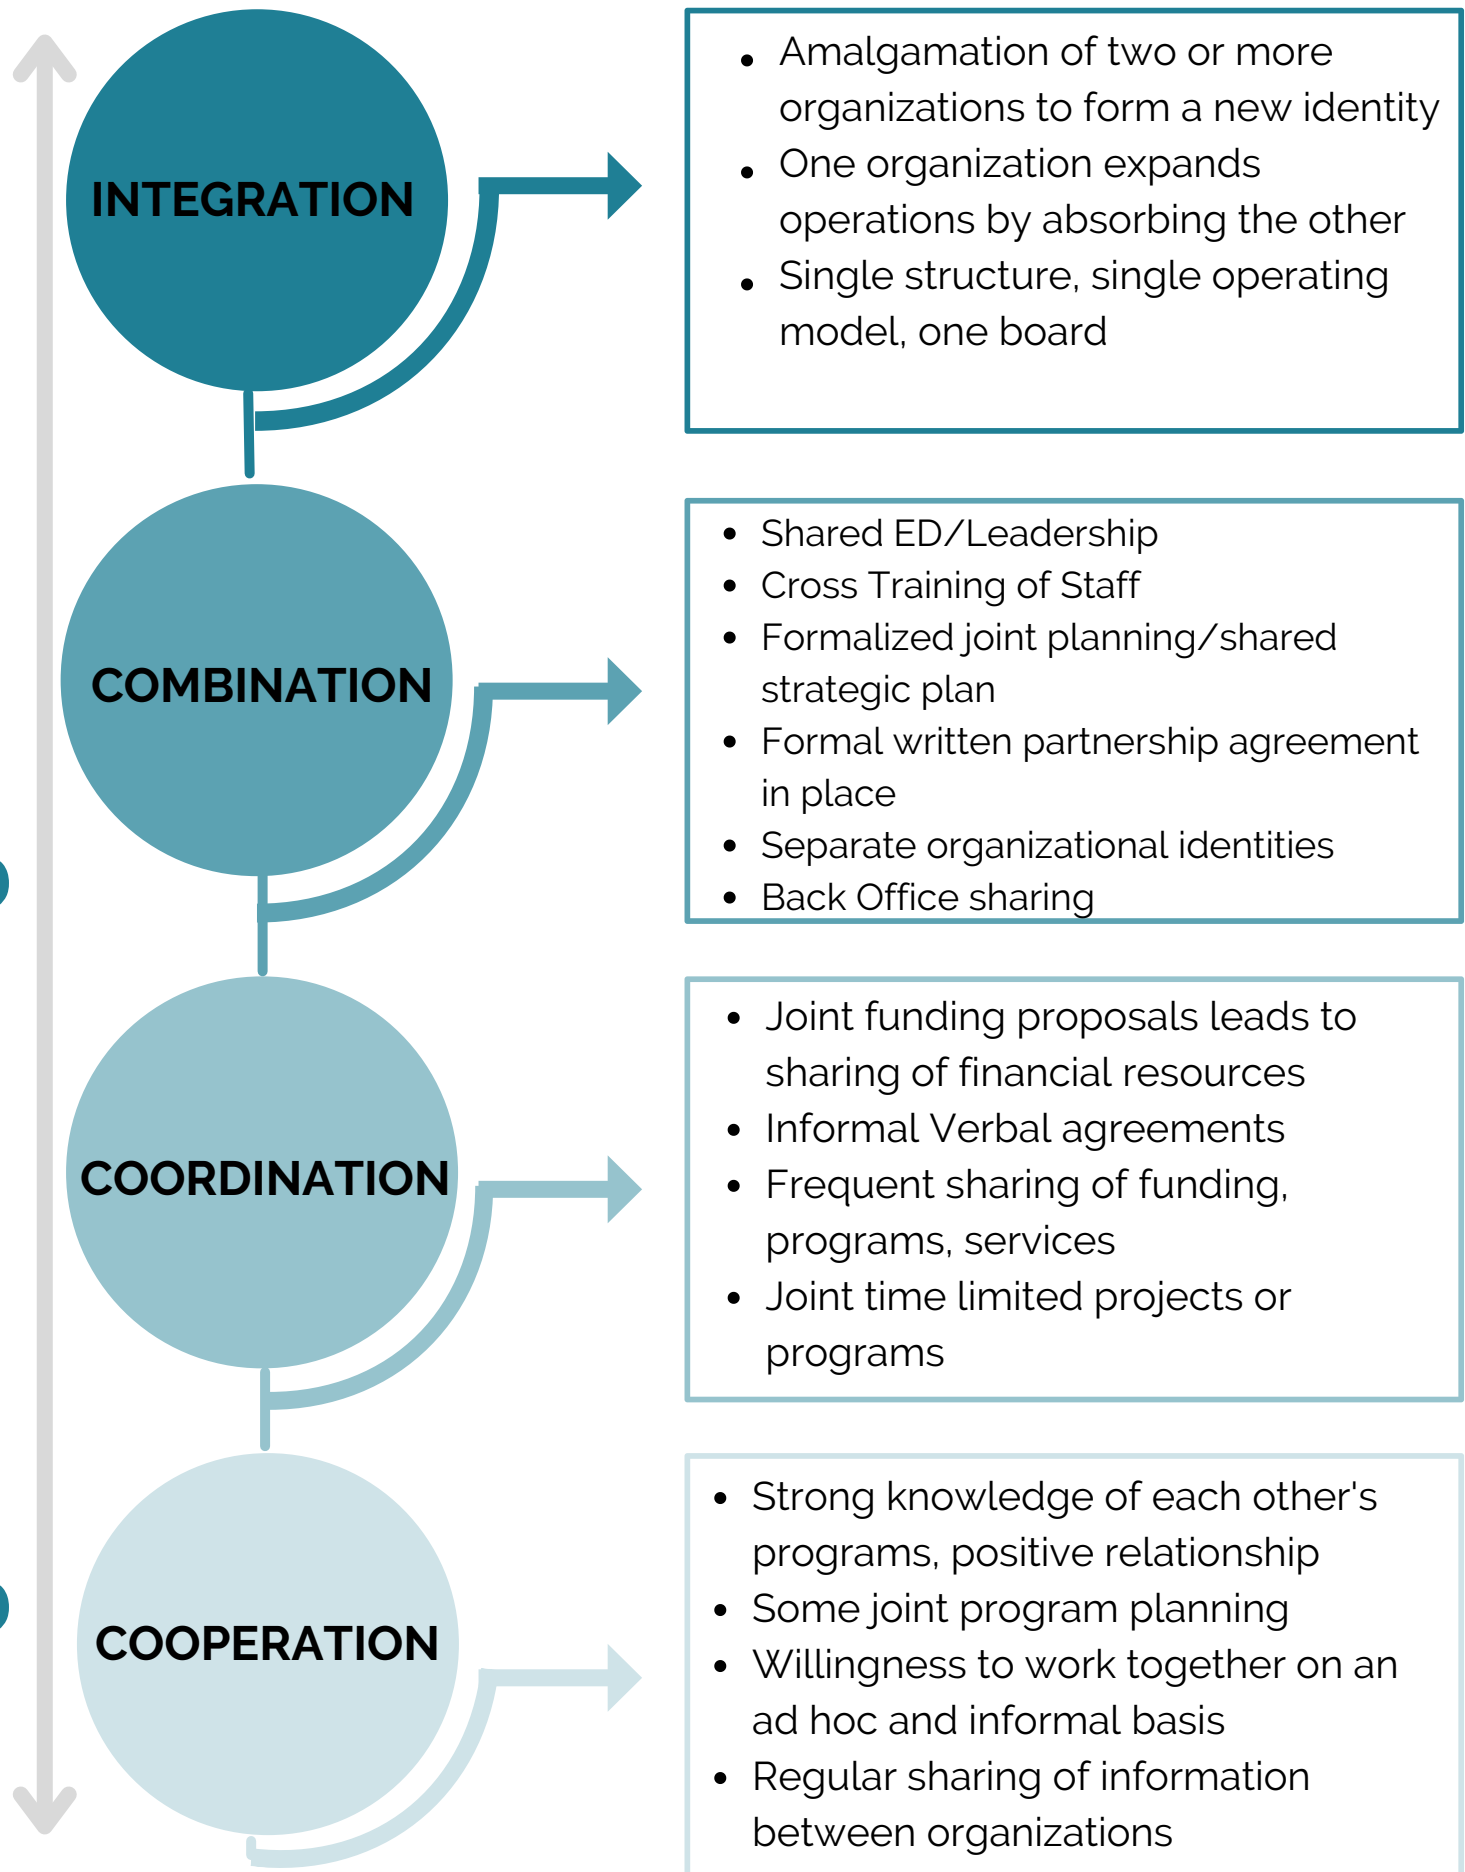 INTEGRATION
• Amalgamation of two or more
organizations to form a new identity
• One organization expands
operations by absorbing the other
• Single structure, single operating
model, one board
COMBINATION
• Shared ED/Leadership
• Cross Training of Staff
• Formalized joint planning/shared
strategic plan
• Formal written partnership agreement
in place
• Separate organizational identities
• Back Office sharing
COORDINATION
• Joint funding proposals leads to
sharing of financial resources
• Informal Verbal agreements
• Frequent sharing of funding,
programs, services
• Joint time limited projects or
programs
COOPERATION
• Strong knowledge of each other's
programs, positive relationship
• Some joint program planning
• Willingness to work together on an
ad hoc and informal basis
• Regular sharing of information
between organizations